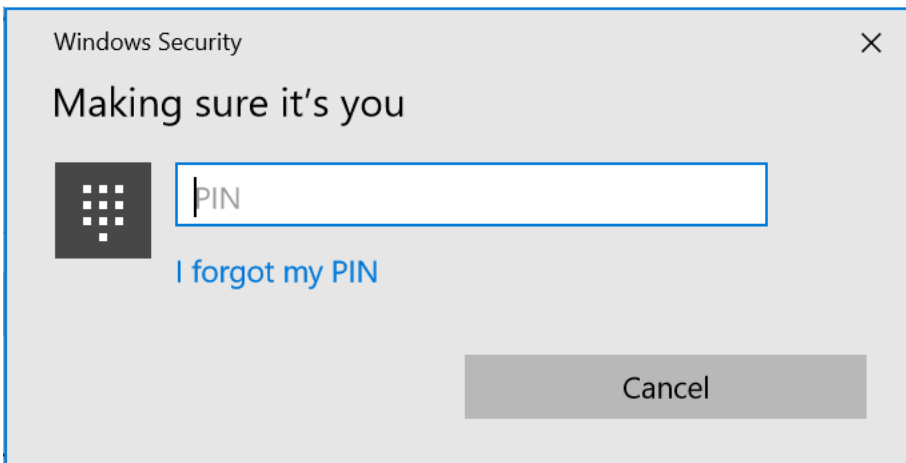 Windows Security
Making sure it's you
PIN
I forgot my PIN
Cancel